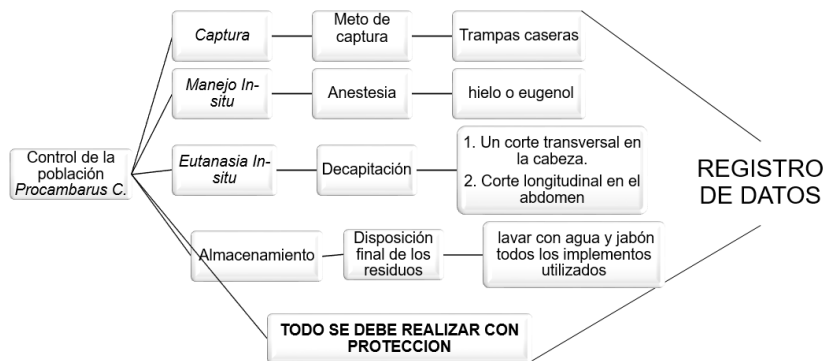 Control de la
población
Procambarus C.
Captura
Meto de
captura
Trampas caseras
Manejo In-
situ
Anestesia
hielo o eugenol
Eutanasia In-
situ
Decapitación
1. Un corte transversal en
la cabeza.
2. Corte longitudinal en el
abdomen
Almacenamiento
Disposición
final de los
residuos
lavar con agua y jabón
todos los implementos
utilizados
TODO SE DEBE REALIZAR CON
PROTECCION
REGISTRO
DE DATOS